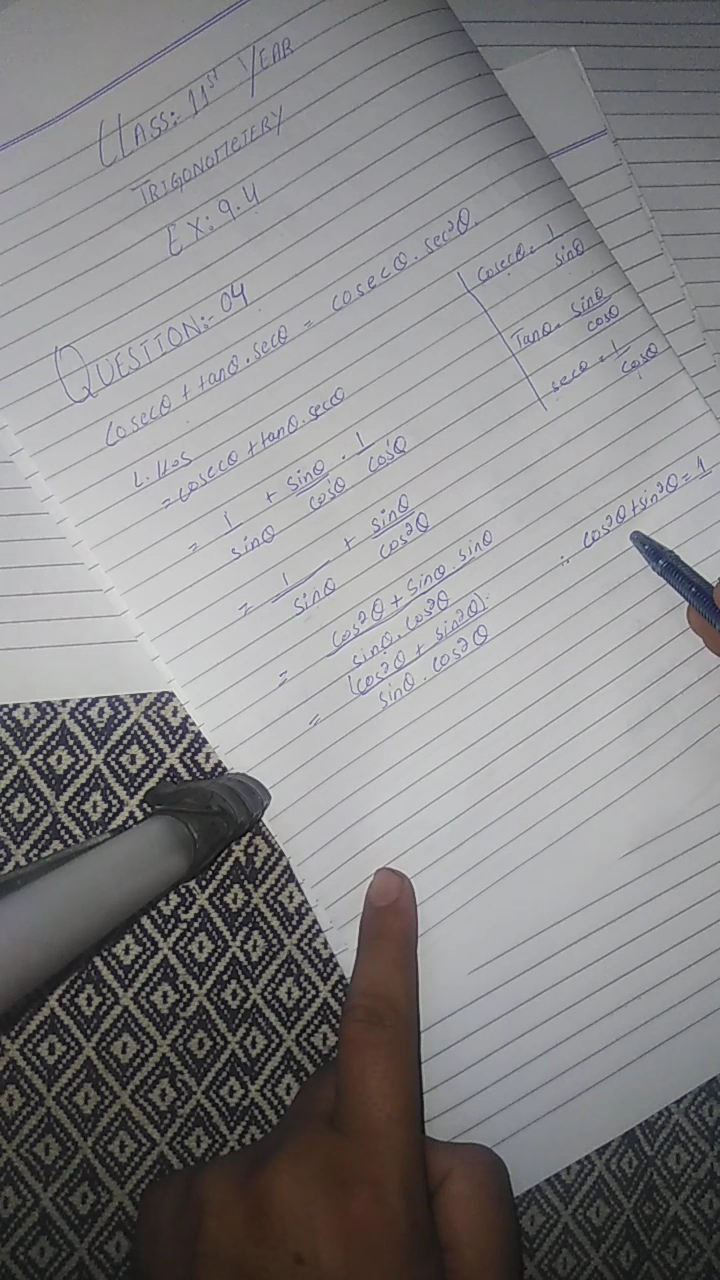 CLASS: 11st YEAR
TRIGONOMETERY
EX: 9.4
QUESTION:- 04
cosecθ + tanθ . secθ = cosecθ . sec²θ.
L.H.S
= cosecθ + tanθ . secθ
= 1/sinθ + sinθ/cosθ . 1/cosθ
= 1/sinθ + sinθ/cos²θ
= cos²θ + sinθ . sinθ / sinθ . cos²θ
= (cos²θ + sin²θ) / sinθ . cos²θ
cosecθ = 1/sinθ
Tanθ = sinθ/cosθ
secθ = 1/cosθ
∴ cos²θ + sin²θ = 1